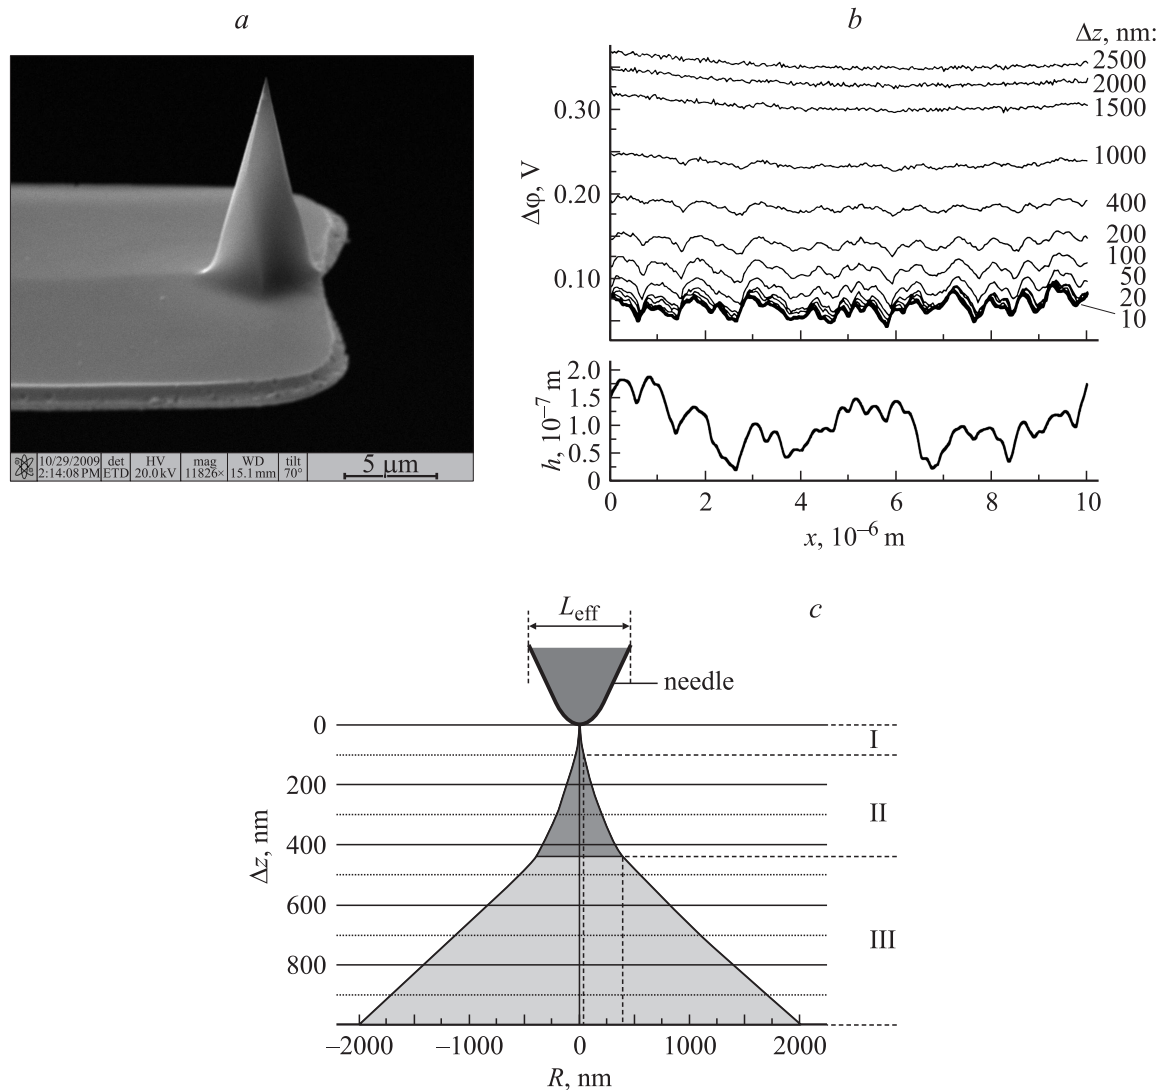 a
10/29/2009 det HV mag WD tilt
2:14:08 PM ETD 20.0 kV 11826× 15.1 mm 70°
5 μm
b
Δz, nm:
2500
2000
0.30
1500
1000
Δφ, V
0.20
400
200
100
0.10
50
20
10
2.0
1.5
h, 10⁻⁷ m
1.0
0.5
0
0 2 4 6 8 10
x, 10⁻⁶ m
c
L_eff
needle
0
I
200
II
400
Δz, nm
600
III
800
–2000 –1000 0 1000 2000
R, nm